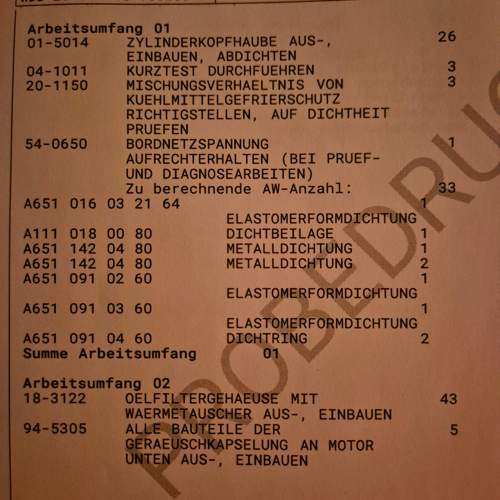 Arbeitsumfang 01
01-5014 ZYLINDERKOPFHAUBE AUS-, 26
EINBAUEN, ABDICHTEN
04-1011 KURZTEST DURCHFUEHREN 3
20-1150 MISCHUNGSVERHAELTNIS VON 3
KUEHLMITTELGEFRIERSCHUTZ
RICHTIGSTELLEN, AUF DICHTHEIT
PRUEFEN
54-0650 BORDNETZSPANNUNG 1
AUFRECHTERHALTEN (BEI PRUEF-
UND DIAGNOSEARBEITEN)
Zu berechnende AW-Anzahl: 33
A651 016 03 21 64 1
ELASTOMERFORMDICHTUNG
A111 018 00 80 DICHTBEILAGE 1
A651 142 04 80 METALLDICHTUNG 1
A651 142 04 80 METALLDICHTUNG 2
A651 091 02 60 1
ELASTOMERFORMDICHTUNG
A651 091 03 60 1
ELASTOMERFORMDICHTUNG
A651 091 04 60 DICHTRING 2
Summe Arbeitsumfang 01
Arbeitsumfang 02
18-3122 OELFILTERGEHAEUSE MIT 43
WAERMETAUSCHER AUS-, EINBAUEN
94-5305 ALLE BAUTEILE DER 5
GERAEUSCHKAPSELUNG AN MOTOR
UNTEN AUS-, EINBAUEN
PROBEDRU